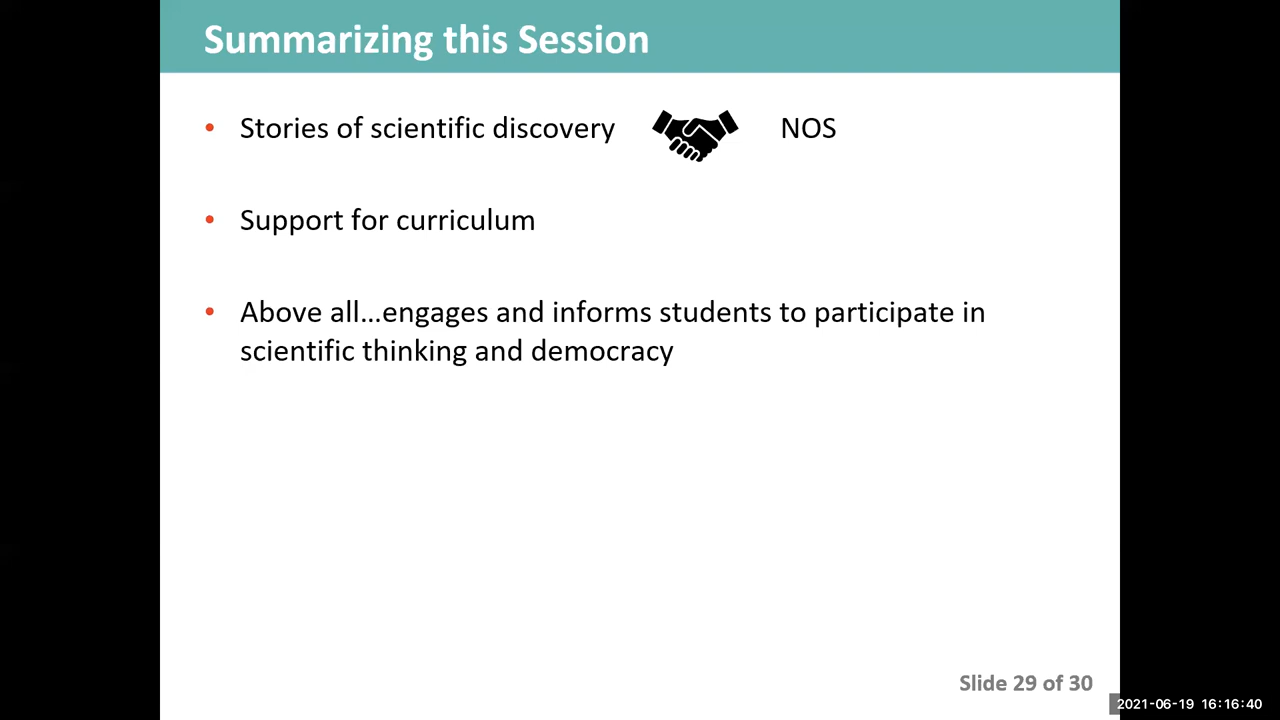 Summarizing this Session
• Stories of scientific discovery NOS
• Support for curriculum
• Above all...engages and informs students to participate in
scientific thinking and democracy
Slide 29 of 30
2021-06-19 16:16:40